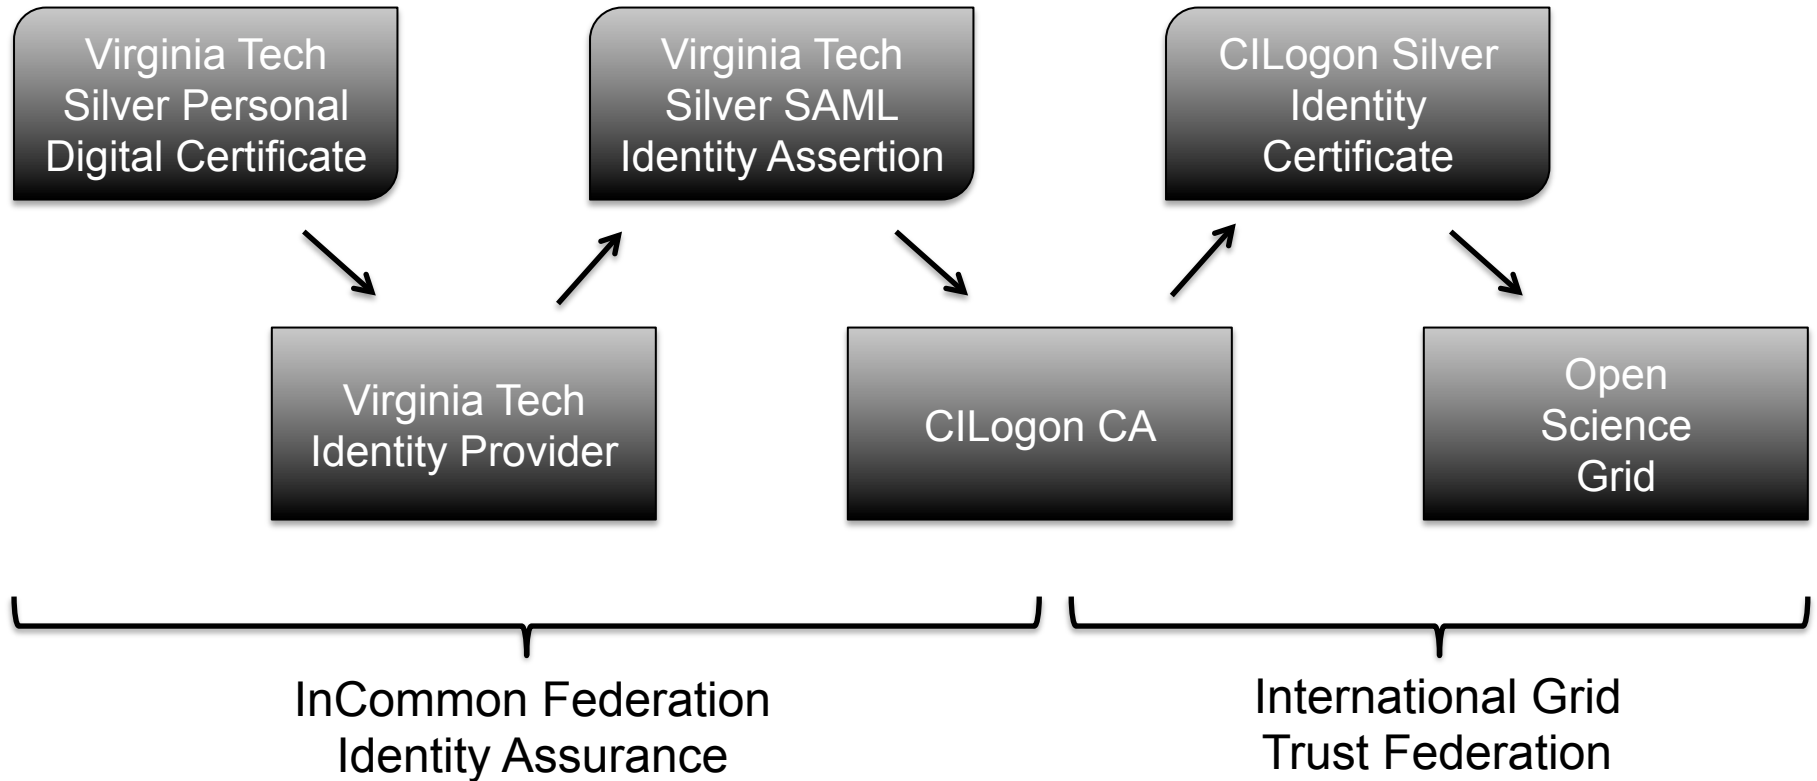 Virginia Tech
Silver Personal
Digital Certificate
Virginia Tech
Silver SAML
Identity Assertion
CILogon Silver
Identity
Certificate
Virginia Tech
Identity Provider
CILogon CA
Open
Science
Grid
InCommon Federation
Identity Assurance
International Grid
Trust Federation